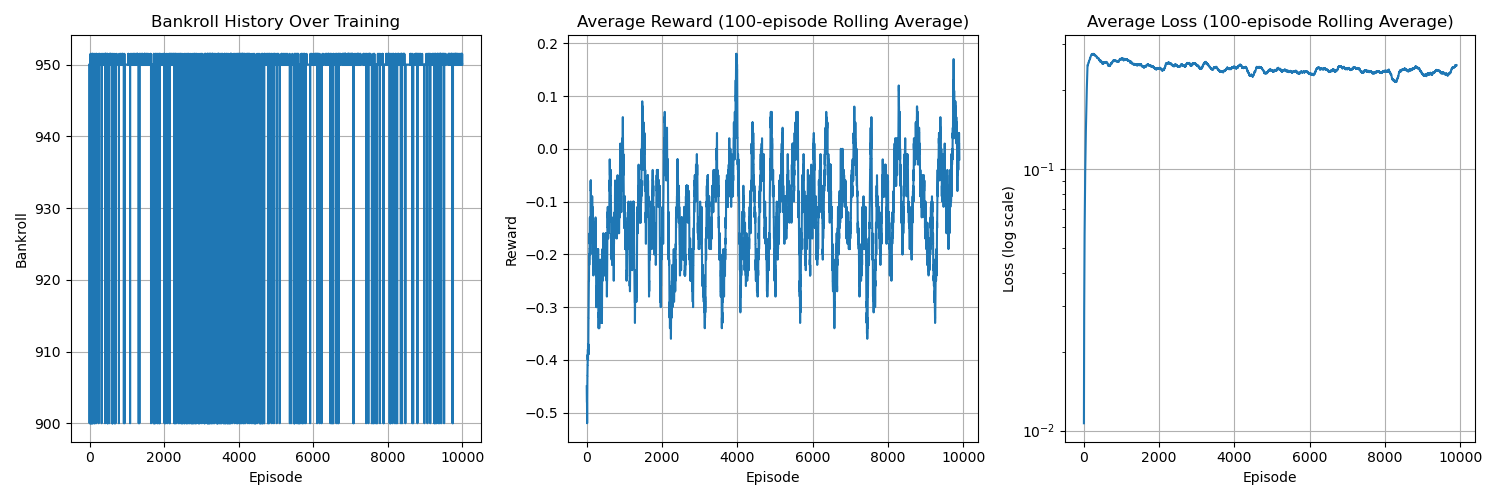 Bankroll History Over Training
950
940
930
920
910
900
Bankroll
0 2000 4000 6000 8000 10000
Episode
Average Reward (100-episode Rolling Average)
0.2
0.1
0.0
−0.1
−0.2
−0.3
−0.4
−0.5
Reward
0 2000 4000 6000 8000 10000
Episode
Average Loss (100-episode Rolling Average)
10⁻¹
10⁻²
Loss (log scale)
0 2000 4000 6000 8000 10000
Episode